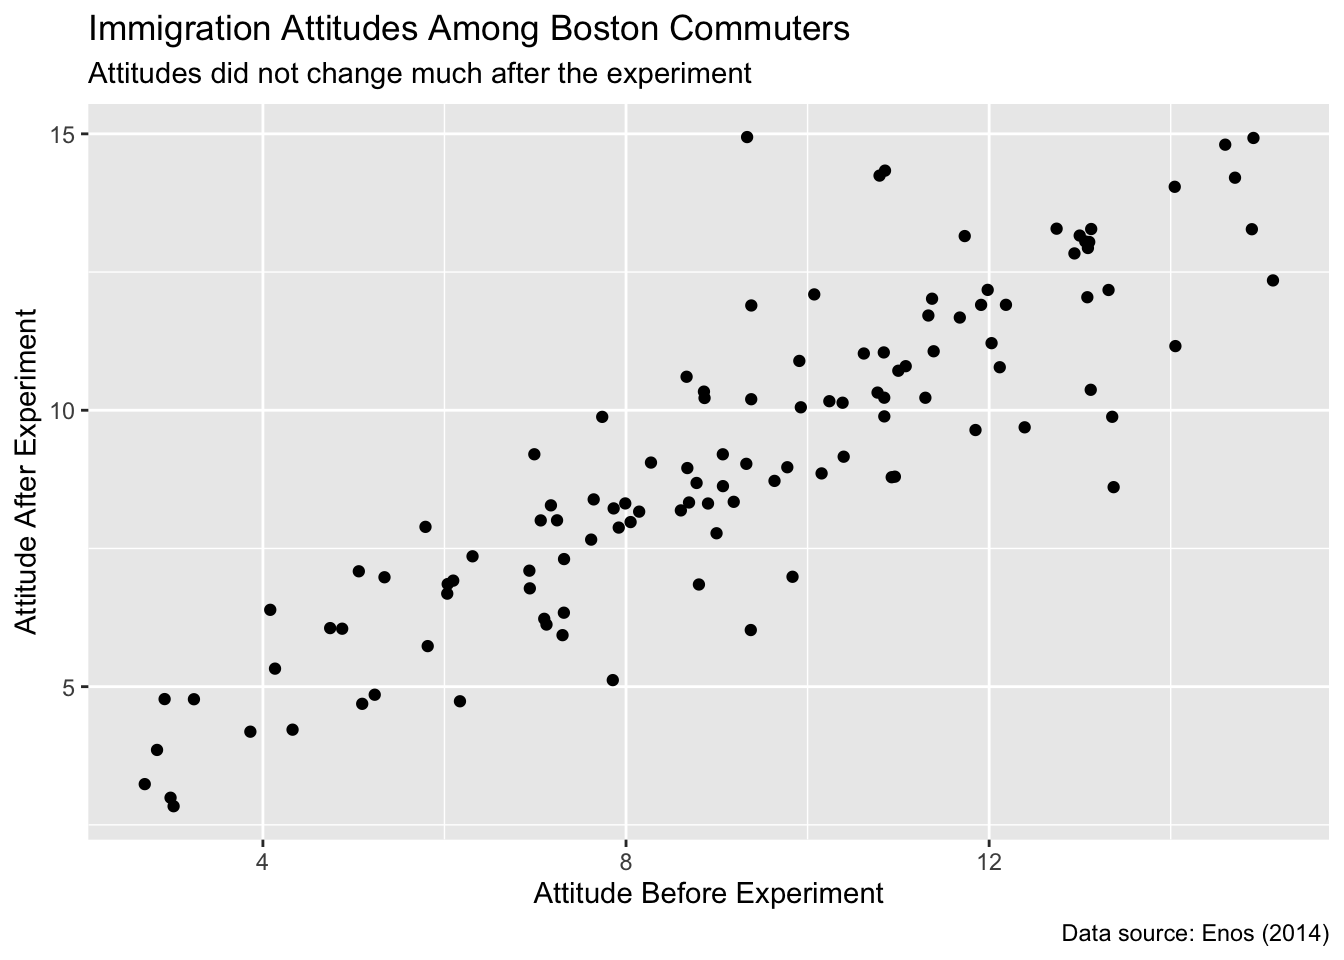 Immigration Attitudes Among Boston Commuters
Attitudes did not change much after the experiment
15
10
5
Attitude After Experiment
4
8
12
Attitude Before Experiment
Data source: Enos (2014)